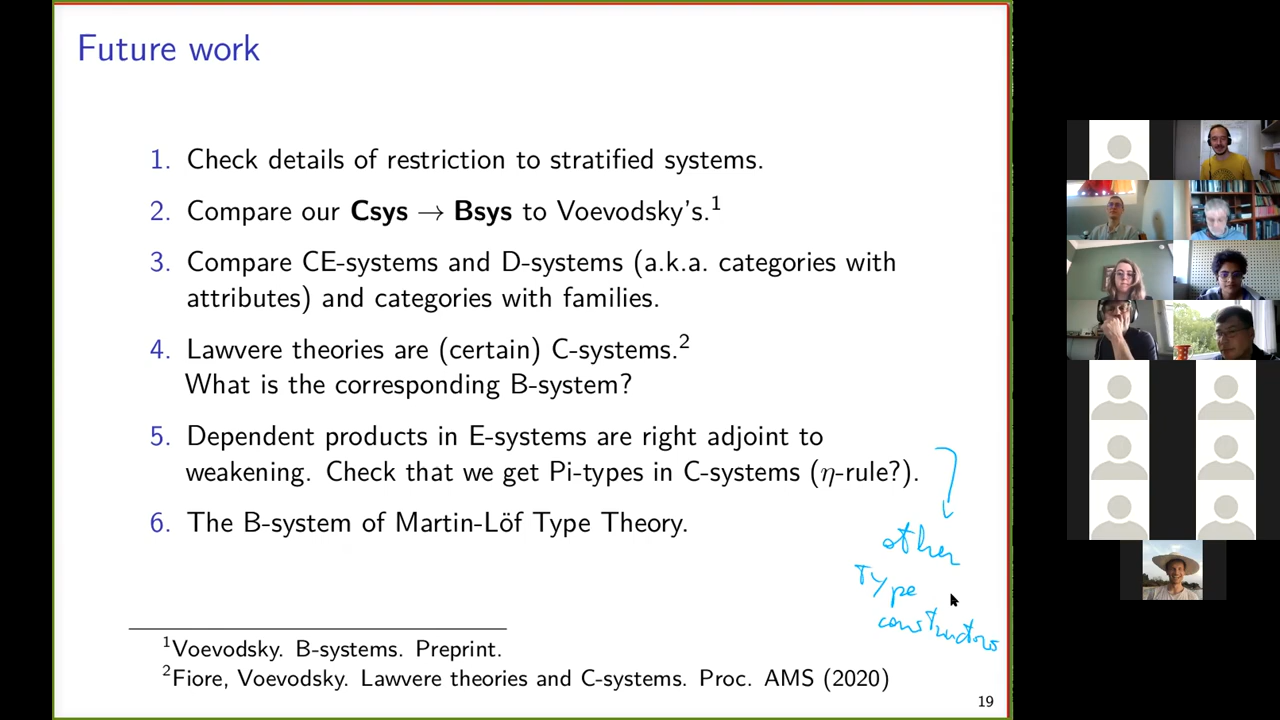 Future work
1. Check details of restriction to stratified systems.
2. Compare our Csys → Bsys to Voevodsky's.¹
3. Compare CE-systems and D-systems (a.k.a. categories with
attributes) and categories with families.
4. Lawvere theories are (certain) C-systems.²
What is the corresponding B-system?
5. Dependent products in E-systems are right adjoint to
weakening. Check that we get Pi-types in C-systems (η-rule?).
6. The B-system of Martin-Löf Type Theory.
other
Type
constructors
¹Voevodsky. B-systems. Preprint.
²Fiore, Voevodsky. Lawvere theories and C-systems. Proc. AMS (2020)
19